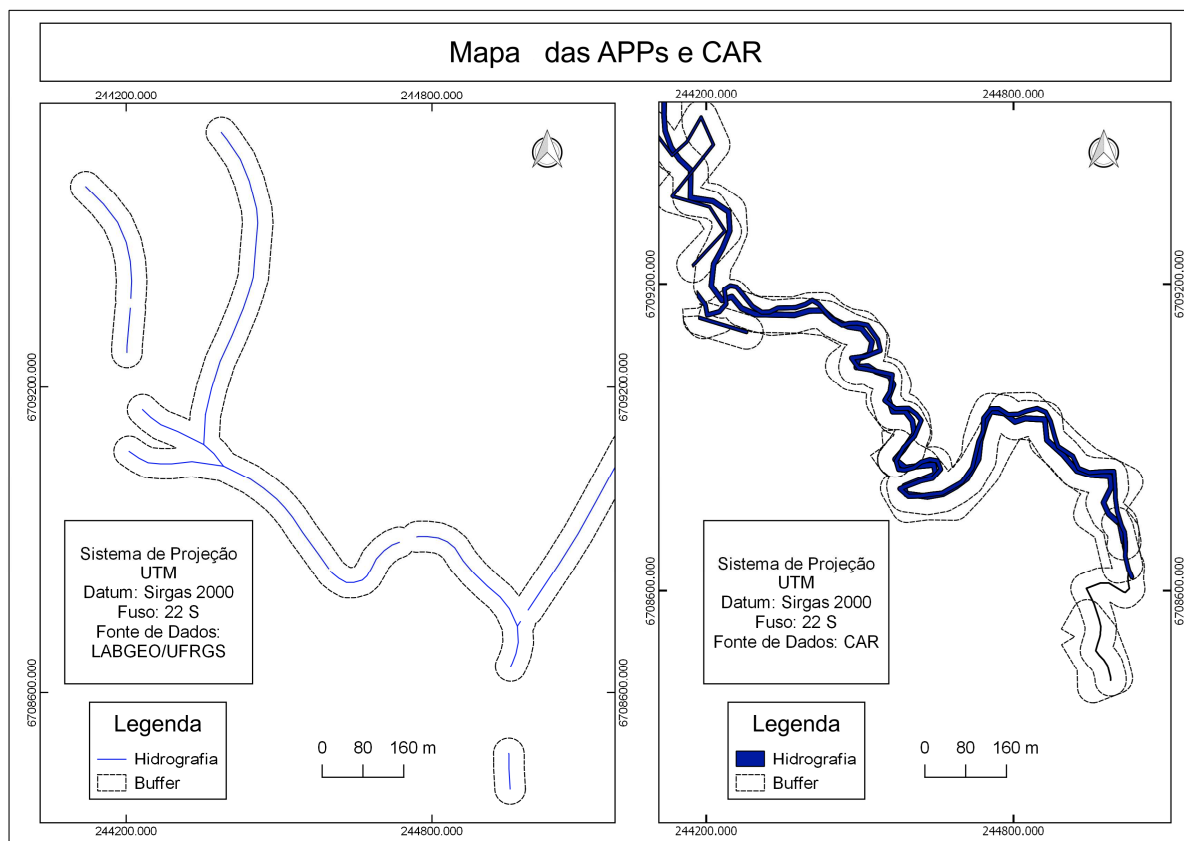 Mapa das APPs e CAR
244200.000 244800.000
6709200.000 6709200.000
6708600.000 6708600.000
Sistema de Projeção
UTM
Datum: Sirgas 2000
Fuso: 22 S
Fonte de Dados:
LABGEO/UFRGS
Legenda
Hidrografia
Buffer
0 80 160 m
244200.000 244800.000
244200.000 244800.000
6709200.000 6709200.000
6708600.000 6708600.000
Sistema de Projeção
UTM
Datum: Sirgas 2000
Fuso: 22 S
Fonte de Dados: CAR
Legenda
Hidrografia
Buffer
0 80 160 m
244200.000 244800.000